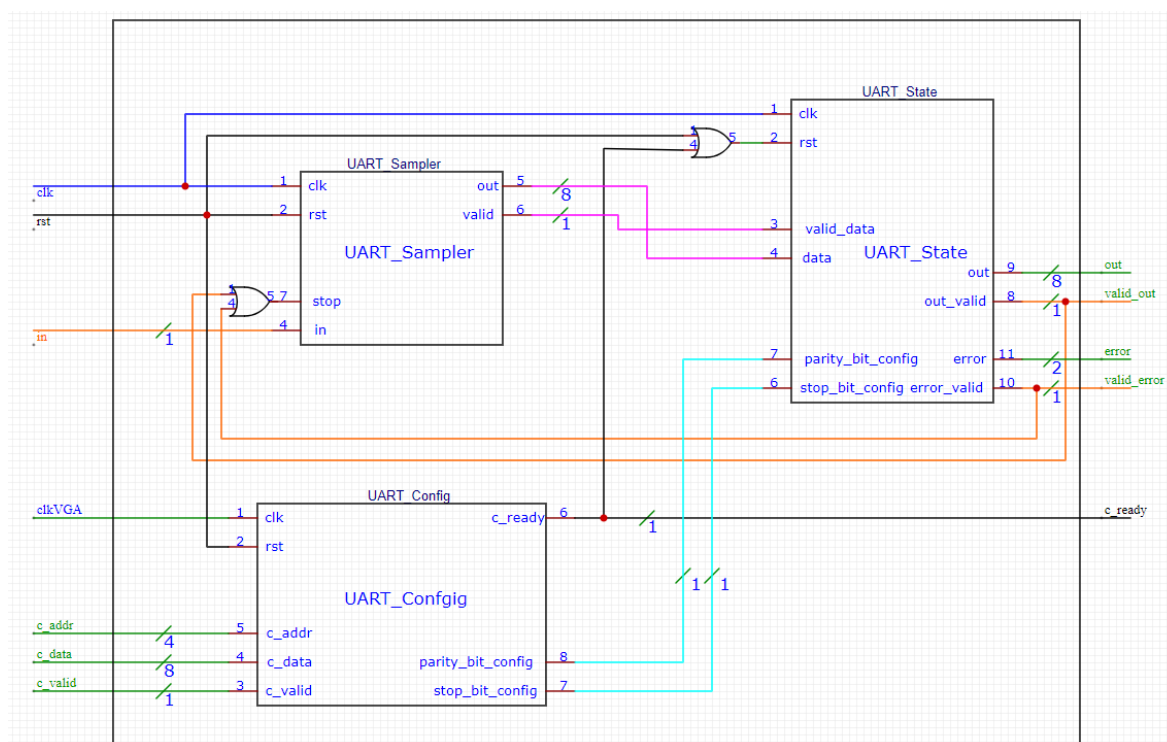 UART_State
1 clk
2 rst
1
4 5
UART_Sampler
clk
rst
1 clk
2 rst
out 5 8
valid 6 1
UART_Sampler
3 valid_data
4 data
UART_State
out 9 8 out
out_valid 8 1 valid_out
1
4 5 7 stop
in 1 4 in
7 parity_bit_config
error 11 2 error
6 stop_bit_config
error_valid 10 1 valid_error
UART_Config
clkVGA 1 clk
c_ready 6 1 c_ready
2 rst
1 1
UART_Confgig
c_addr 4 5 c_addr
c_data 8 4 c_data
c_valid 1 3 c_valid
parity_bit_config 8
stop_bit_config 7